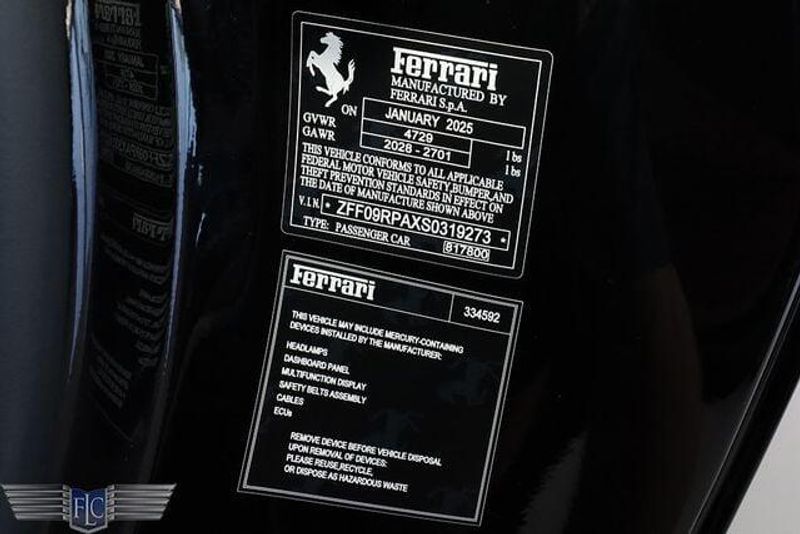 Ferrari
MANUFACTURED BY
FERRARI S.p.A.
ON JANUARY 2025
GVWR 4729 lbs
GAWR 2028 - 2701 lbs
THIS VEHICLE CONFORMS TO ALL APPLICABLE
FEDERAL MOTOR VEHICLE SAFETY, BUMPER, AND
THEFT PREVENTION STANDARDS IN EFFECT ON
THE DATE OF MANUFACTURE SHOWN ABOVE
V.I.N. * ZFF09RPAXS0319273 *
TYPE: PASSENGER CAR 817800
Ferrari 334592
THIS VEHICLE MAY INCLUDE MERCURY-CONTAINING
DEVICES INSTALLED BY THE MANUFACTURER:
HEADLAMPS
DASHBOARD PANEL
MULTIFUNCTION DISPLAY
SAFETY BELTS ASSEMBLY
CABLES
ECUs
REMOVE DEVICE BEFORE VEHICLE DISPOSAL
UPON REMOVAL OF DEVICES:
PLEASE REUSE, RECYCLE,
OR DISPOSE AS HAZARDOUS WASTE
FLC